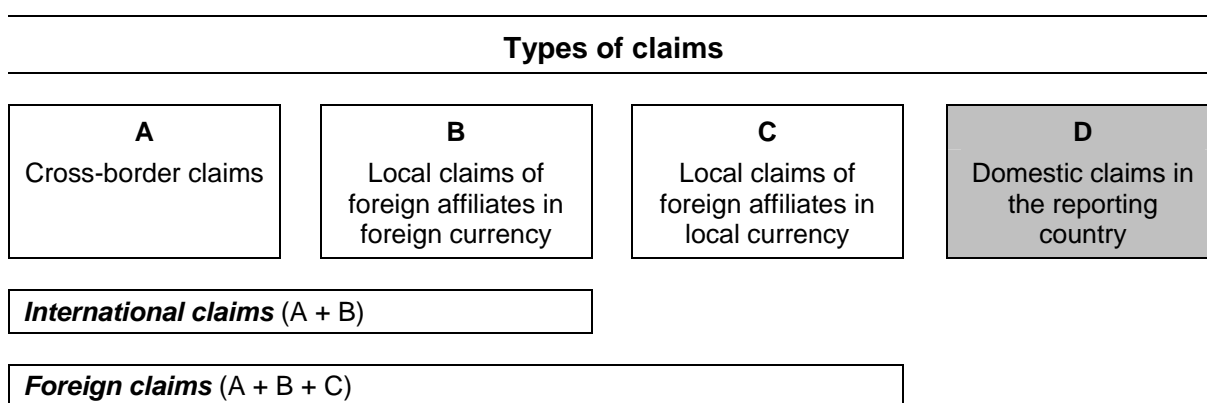 Types of claims
A
Cross-border claims
B
Local claims of
foreign affiliates in
foreign currency
C
Local claims of
foreign affiliates in
local currency
D
Domestic claims in
the reporting
country
International claims (A + B)
Foreign claims (A + B + C)